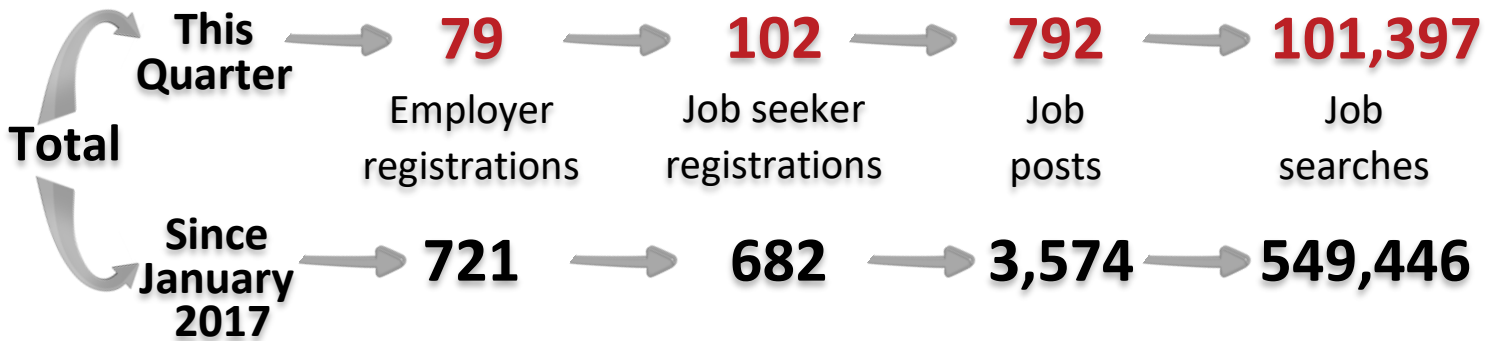 Total
This
Quarter
79
102
792
101,397
Employer
registrations
Job seeker
registrations
Job
posts
Job
searches
Since
January
2017
721
682
3,574
549,446